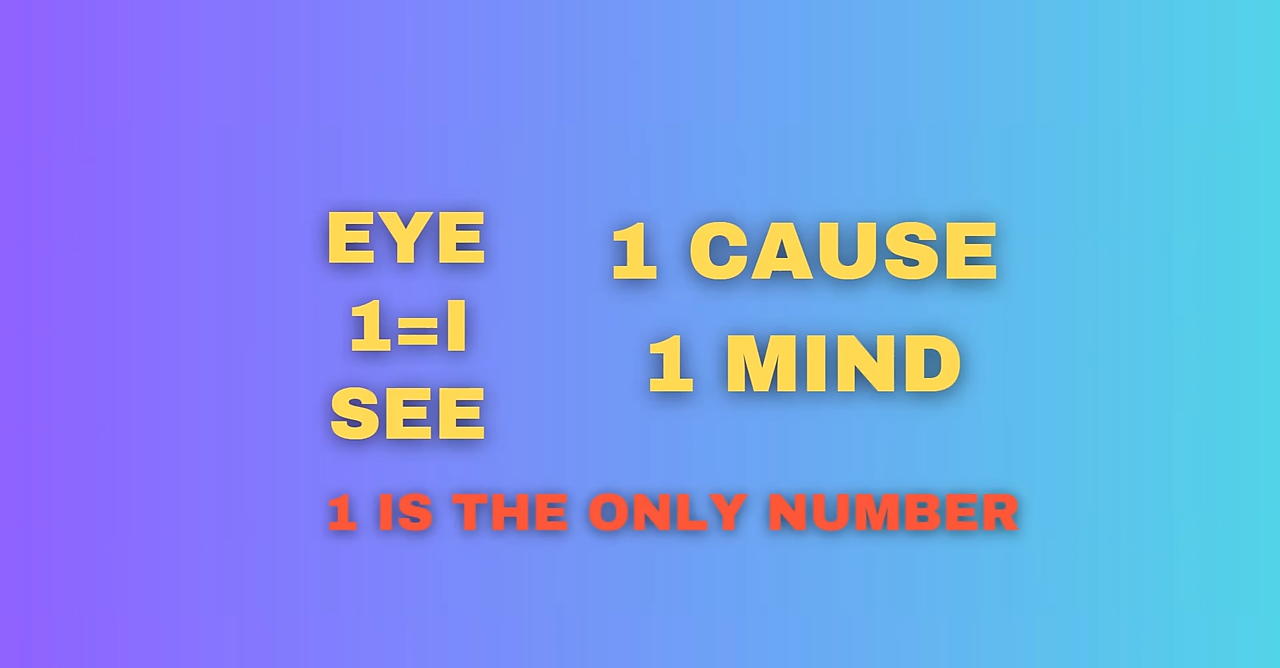 EYE
1=I
SEE
1 CAUSE
1 MIND
1 IS THE ONLY NUMBER